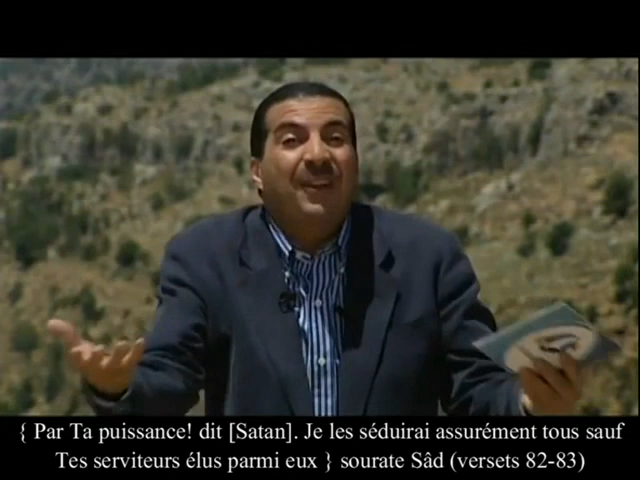 { Par Ta puissance! dit [Satan]. Je les séduirai assurément tous sauf
Tes serviteurs élus parmi eux } sourate Sâd (versets 82-83)